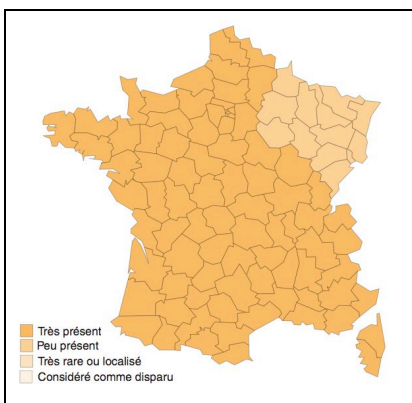 Très présent
Peu présent
Très rare ou localisé
Considéré comme disparu